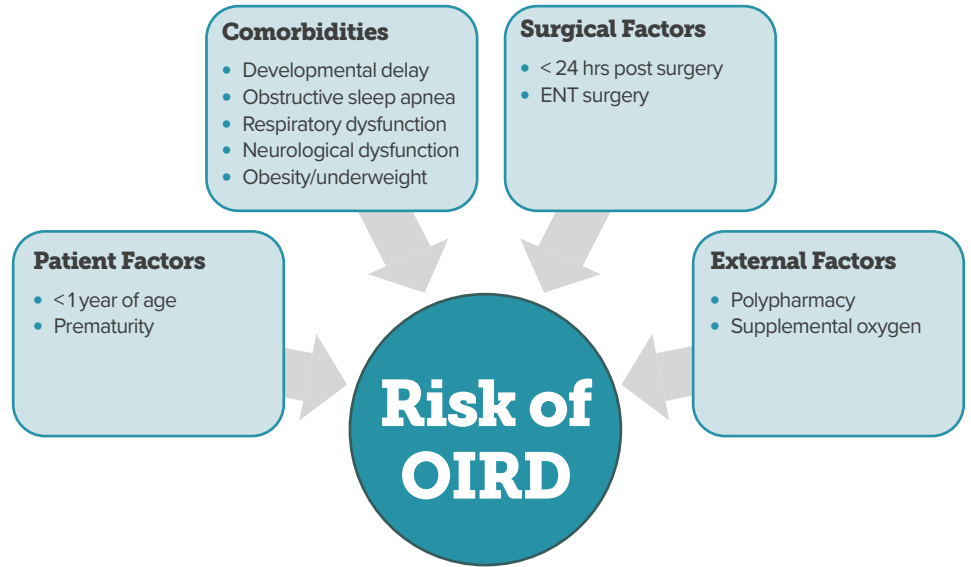 Comorbidities
• Developmental delay
• Obstructive sleep apnea
• Respiratory dysfunction
• Neurological dysfunction
• Obesity/underweight
Surgical Factors
• < 24 hrs post surgery
• ENT surgery
Patient Factors
• < 1 year of age
• Prematurity
External Factors
• Polypharmacy
• Supplemental oxygen
Risk of
OIRD